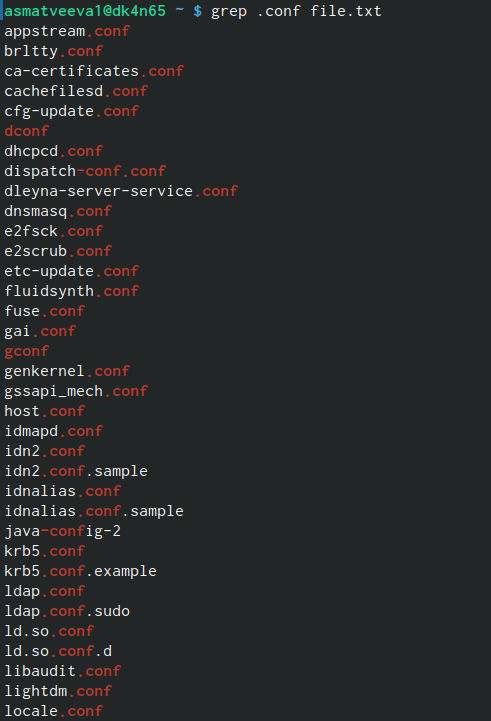 asmatveeva1@dk4n65 ~ $ grep .conf file.txt
appstream.conf
brltty.conf
ca-certificates.conf
cachefilesd.conf
cfg-update.conf
dconf
dhcpcd.conf
dispatch-conf.conf
dleyna-server-service.conf
dnsmasq.conf
e2fsck.conf
e2scrub.conf
etc-update.conf
fluidsynth.conf
fuse.conf
gai.conf
gconf
genkernel.conf
gssapi_mech.conf
host.conf
idmapd.conf
idn2.conf
idn2.conf.sample
idnalias.conf
idnalias.conf.sample
java-config-2
krb5.conf
krb5.conf.example
ldap.conf
ldap.conf.sudo
ld.so.conf
ld.so.conf.d
libaudit.conf
lightdm.conf
locale.conf